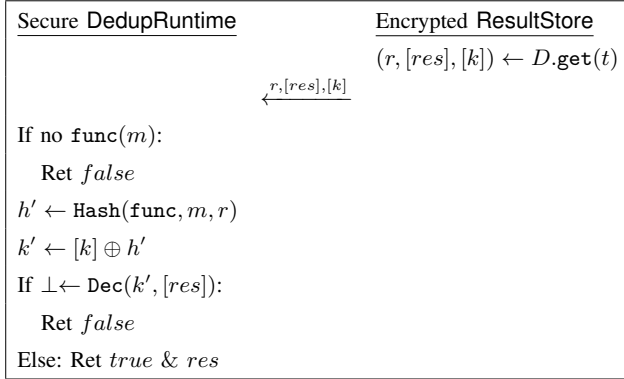 Secure DedupRuntime
Encrypted ResultStore
(r, [res], [k]) ← D.get(t)
r,[res],[k]
If no func(m):
Ret false
h′ ← Hash(func, m, r)
k′ ← [k] ⊕ h′
If ⊥← Dec(k′, [res]):
Ret false
Else: Ret true & res